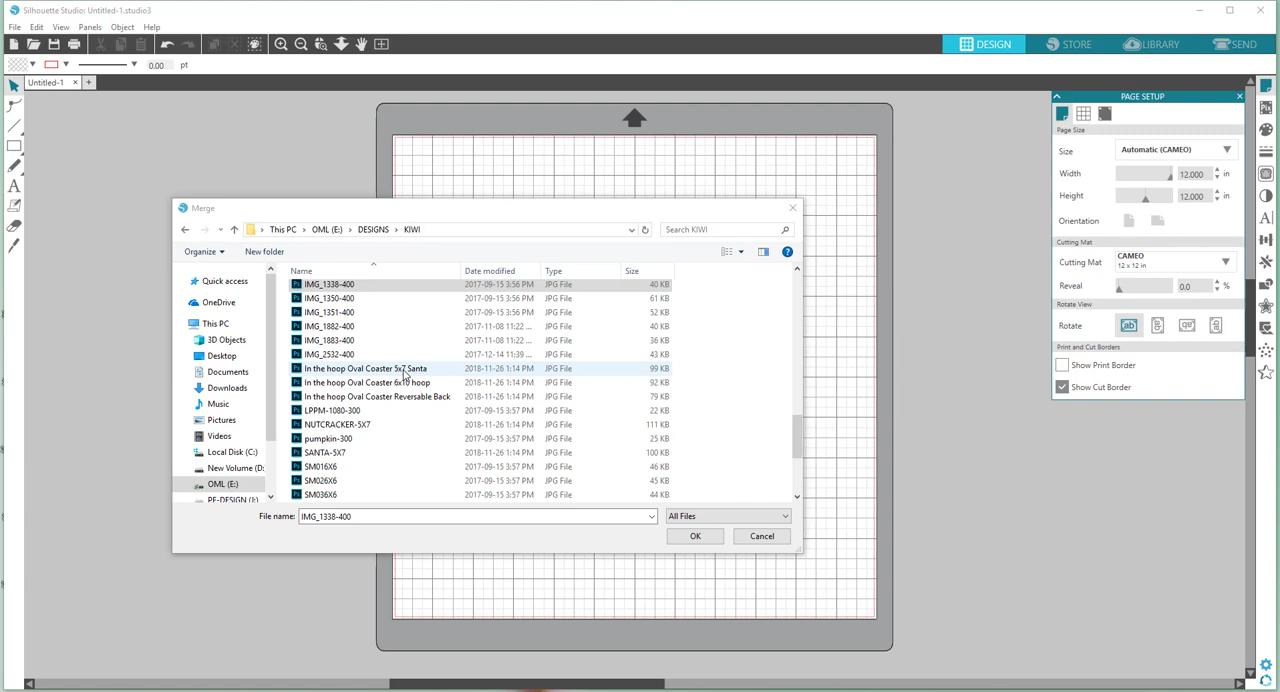 Silhouette Studio: Untitled-1.studio3
File Edit View Panels Object Help
DESIGN STORE LIBRARY SEND
0.00 pt
Untitled-1 × +
PAGE SETUP
Page Size
Size Automatic (CAMEO)
Width 12.000 in
Height 12.000 in
Orientation
Cutting Mat
Cutting Mat CAMEO
12 x 12 in
Reveal 0.0 %
Rotate View
Rotate
Print and Cut Borders
Show Print Border
Show Cut Border
Merge
This PC > OML (E:) > DESIGNS > KIWI
Search KIWI
Organize New folder
Name Date modified Type Size
Quick access
OneDrive
This PC
3D Objects
Desktop
Documents
Downloads
Music
Pictures
Videos
Local Disk (C:)
New Volume (D:
OML (E:)
PE-DESIGN (I:)
IMG_1338-400 2017-09-15 3:56 PM JPG File 40 KB
IMG_1350-400 2017-09-15 3:56 PM JPG File 61 KB
IMG_1351-400 2017-09-15 3:56 PM JPG File 52 KB
IMG_1882-400 2017-11-08 11:22 ... JPG File 40 KB
IMG_1883-400 2017-11-08 11:22 ... JPG File 36 KB
IMG_2532-400 2017-12-14 11:39 ... JPG File 43 KB
In the hoop Oval Coaster 5x7 Santa 2018-11-26 1:14 PM JPG File 99 KB
In the hoop Oval Coaster 6x10 hoop 2018-11-26 1:14 PM JPG File 92 KB
In the hoop Oval Coaster Reversable Back 2018-11-26 1:14 PM JPG File 79 KB
LPPM-1080-300 2017-09-15 3:57 PM JPG File 22 KB
NUTCRACKER-5X7 2018-11-26 1:14 PM JPG File 111 KB
pumpkin-300 2017-09-15 3:57 PM JPG File 25 KB
SANTA-5X7 2018-11-26 1:14 PM JPG File 100 KB
SM016X6 2017-09-15 3:57 PM JPG File 46 KB
SM026X6 2017-09-15 3:57 PM JPG File 45 KB
SM036X6 2017-09-15 3:57 PM JPG File 44 KB
File name: IMG_1338-400 All Files
OK Cancel